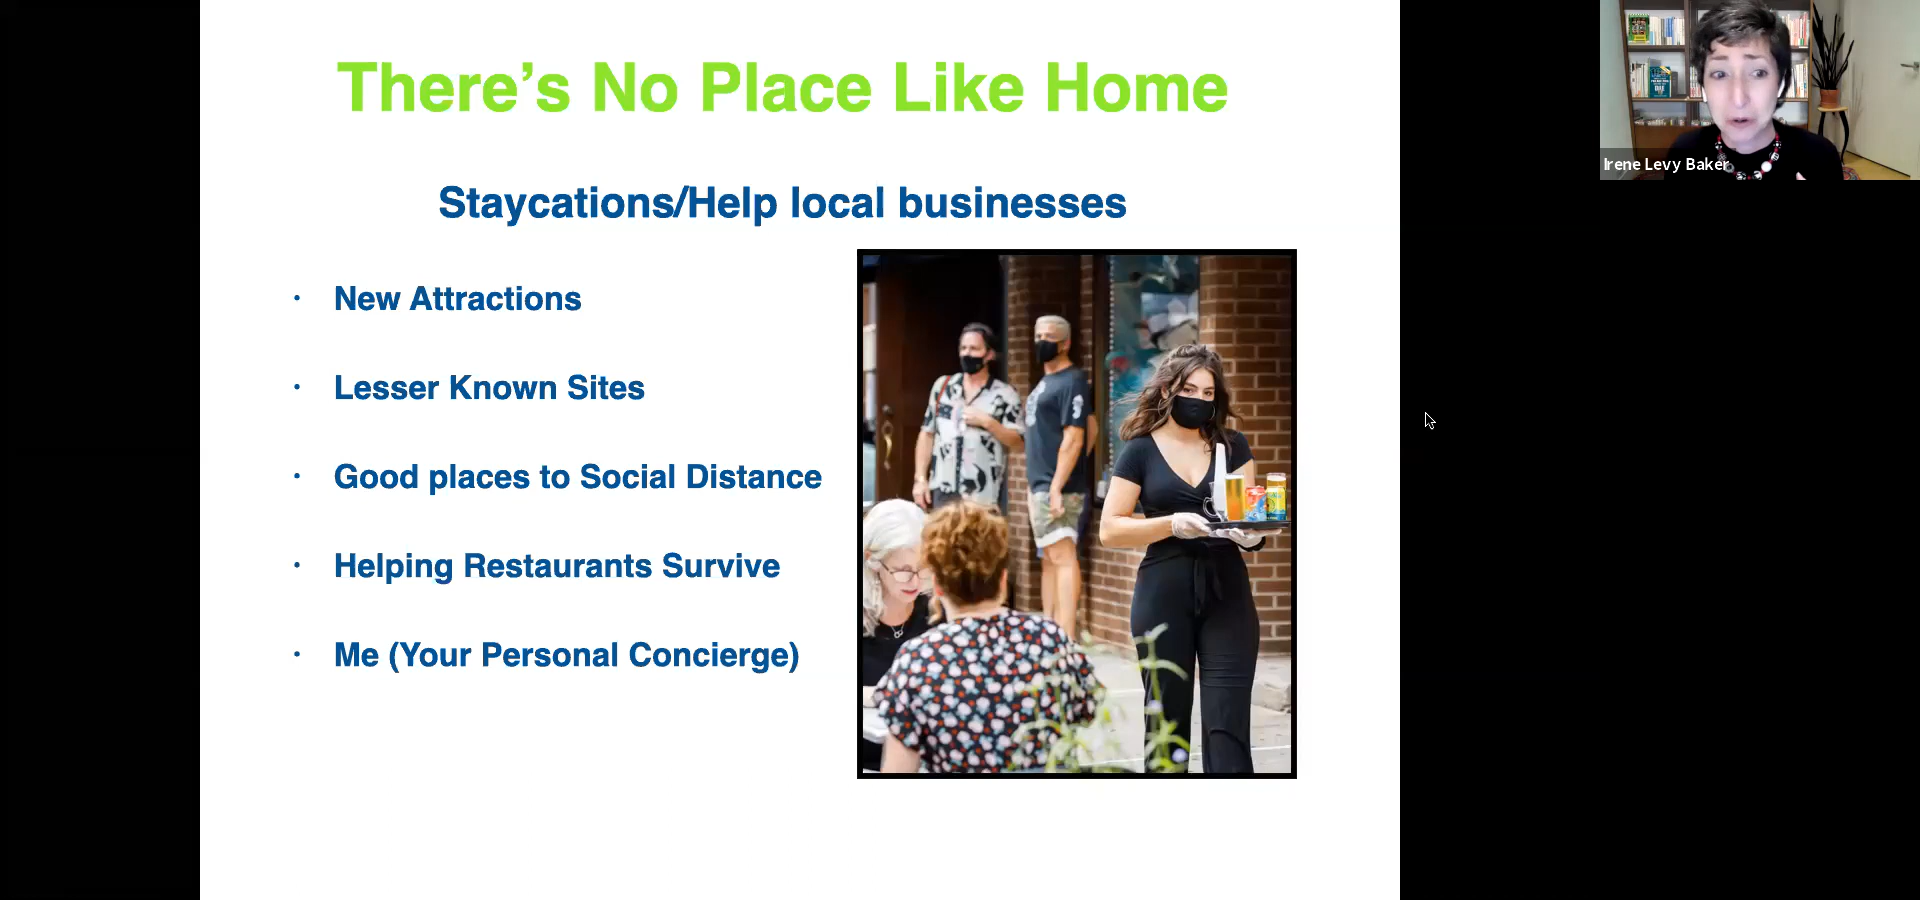 There’s No Place Like Home
Staycations/Help local businesses
· New Attractions
· Lesser Known Sites
· Good places to Social Distance
· Helping Restaurants Survive
· Me (Your Personal Concierge)
Irene Levy Baker